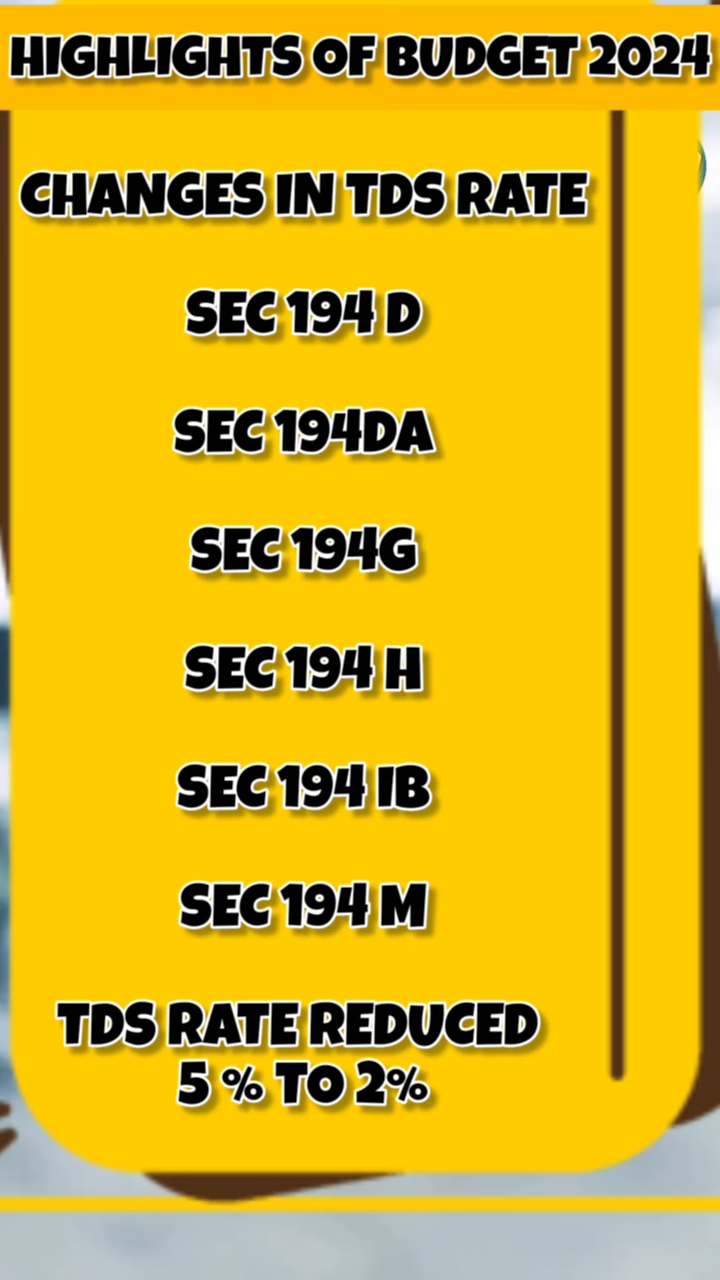 HIGHLIGHTS OF BUDGET 2024
CHANGES IN TDS RATE
SEC 194 D
SEC 194DA
SEC 194G
SEC 194 H
SEC 194 IB
SEC 194 M
TDS RATE REDUCED
5 % TO 2%